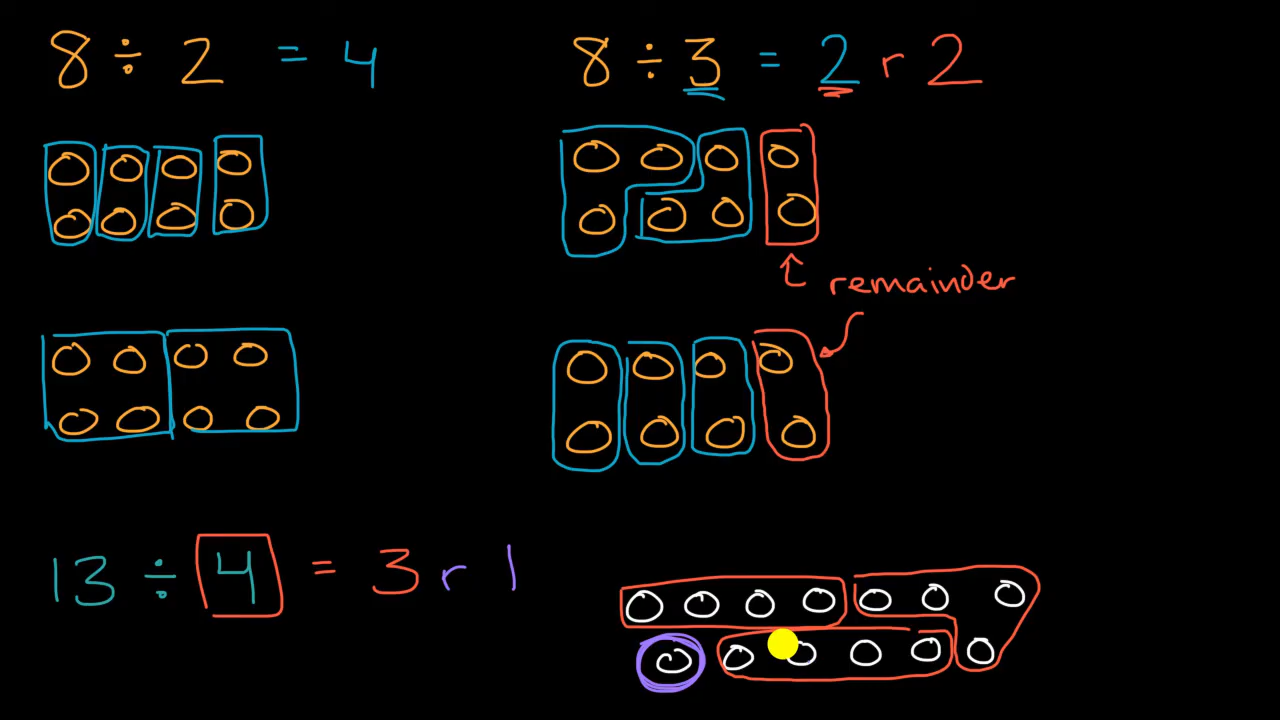 8 ÷ 2 = 4
8 ÷ 3 = 2 r 2
remainder
13 ÷ 4 = 3 r 1